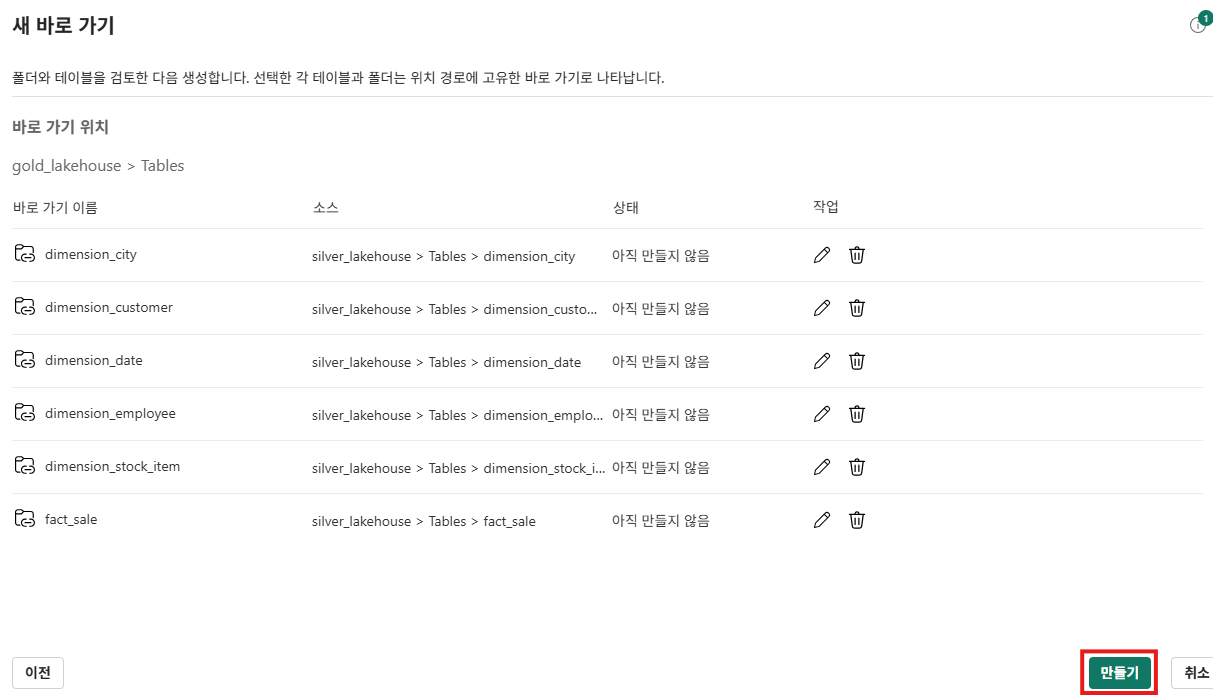 새 바로 가기
1
폴더와 테이블을 검토한 다음 생성합니다. 선택한 각 테이블과 폴더는 위치 경로에 고유한 바로 가기로 나타납니다.
바로 가기 위치
gold_lakehouse > Tables
바로 가기 이름 소스 상태 작업
dimension_city silver_lakehouse > Tables > dimension_city 아직 만들지 않음
dimension_customer silver_lakehouse > Tables > dimension_custo... 아직 만들지 않음
dimension_date silver_lakehouse > Tables > dimension_date 아직 만들지 않음
dimension_employee silver_lakehouse > Tables > dimension_emplo... 아직 만들지 않음
dimension_stock_item silver_lakehouse > Tables > dimension_stock_i... 아직 만들지 않음
fact_sale silver_lakehouse > Tables > fact_sale 아직 만들지 않음
이전 만들기 취소